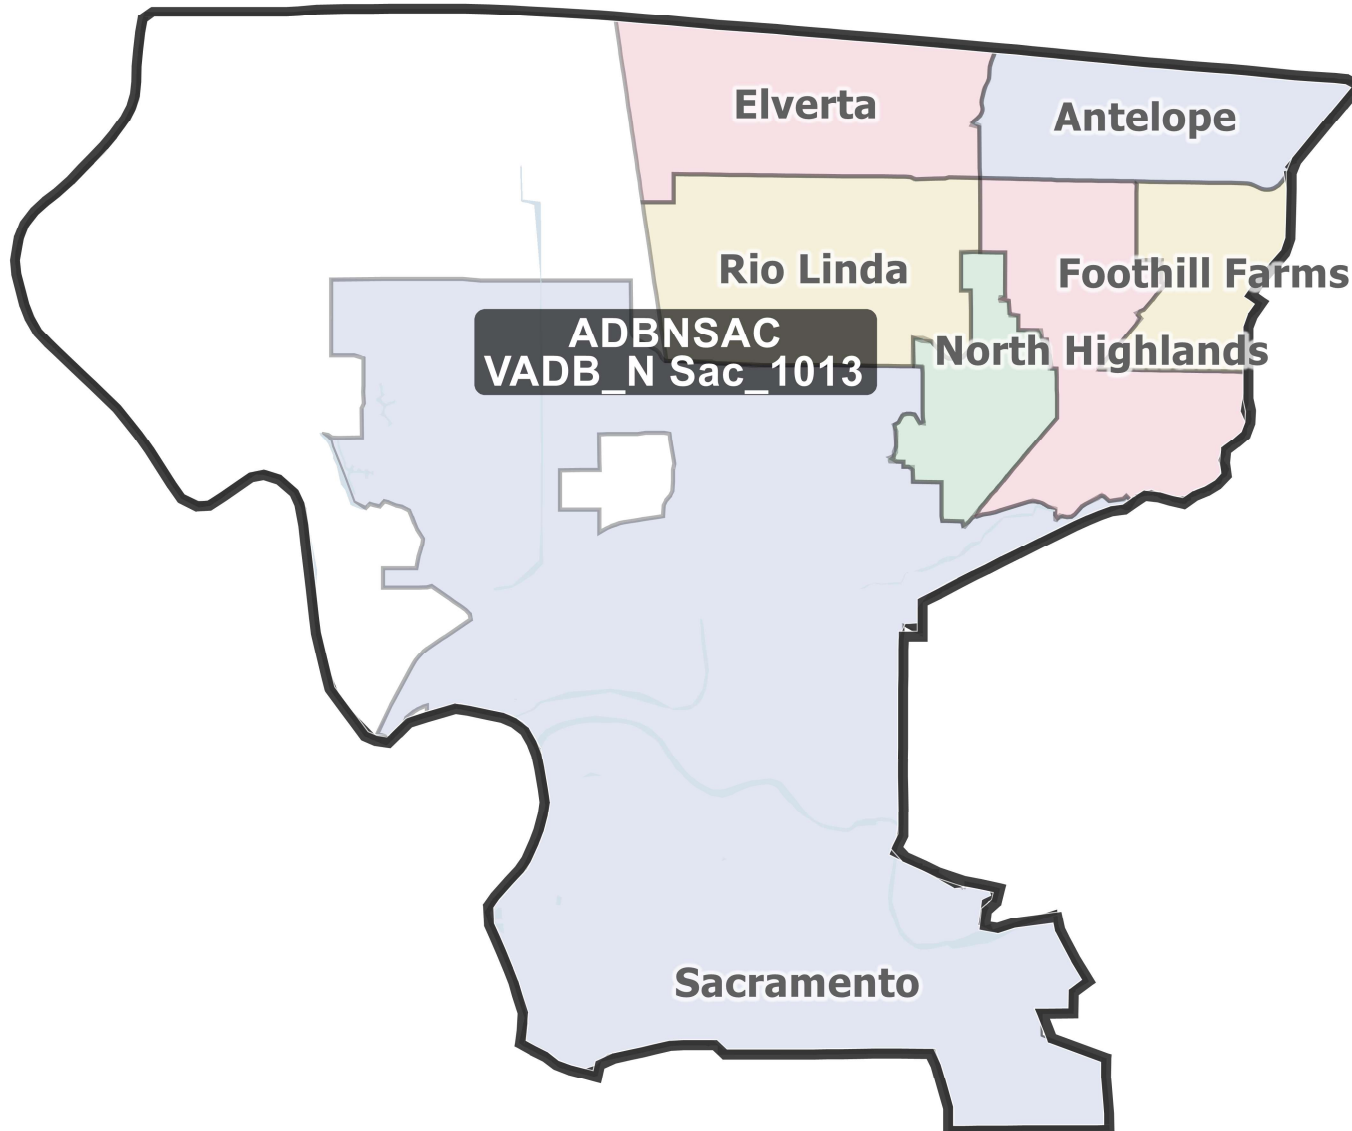 Elverta
Antelope
Rio Linda
Foothill Farms
ADBNSAC
VADB_N Sac_1013
North Highlands
Sacramento